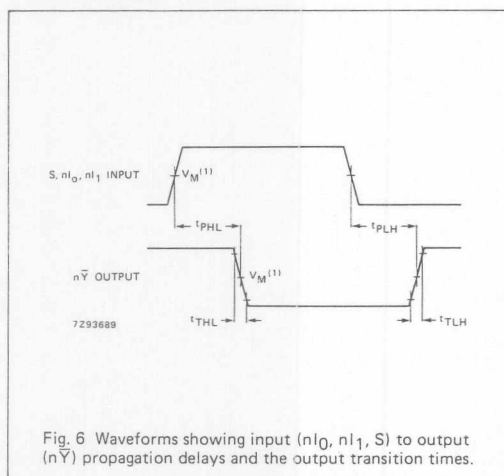 S, nI0, nI1 INPUT
VM(1)
tPHL
tPLH
nȲ OUTPUT
VM(1)
7Z93689
tTHL
tTLH
Fig. 6 Waveforms showing input (nI0, nI1, S) to output
(nȲ) propagation delays and the output transition times.